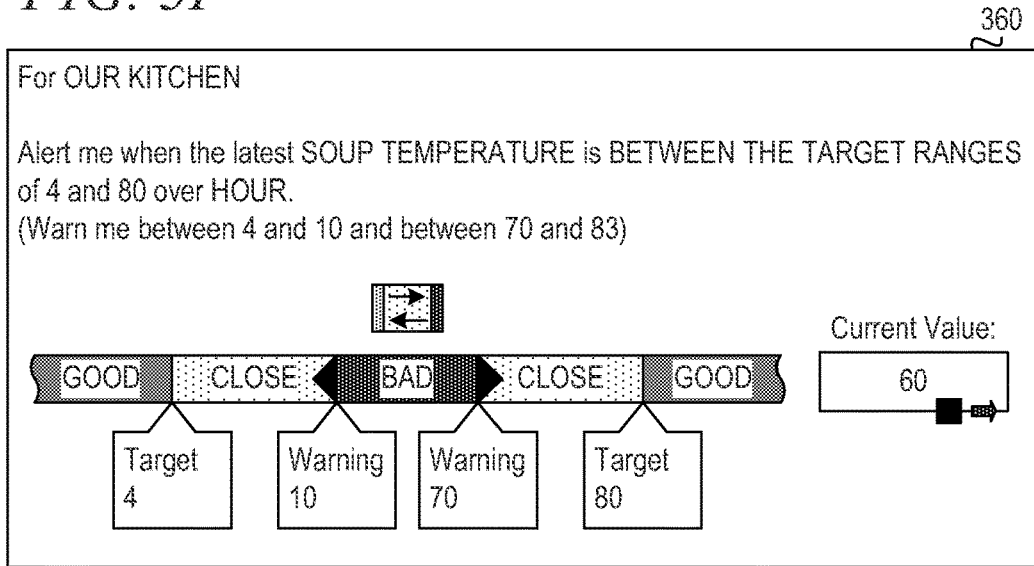 360
For OUR KITCHEN
Alert me when the latest SOUP TEMPERATURE is BETWEEN THE TARGET RANGES
of 4 and 80 over HOUR.
(Warn me between 4 and 10 and between 70 and 83)
Current Value:
GOOD CLOSE BAD CLOSE GOOD 60
Target Warning Warning Target
4 10 70 80